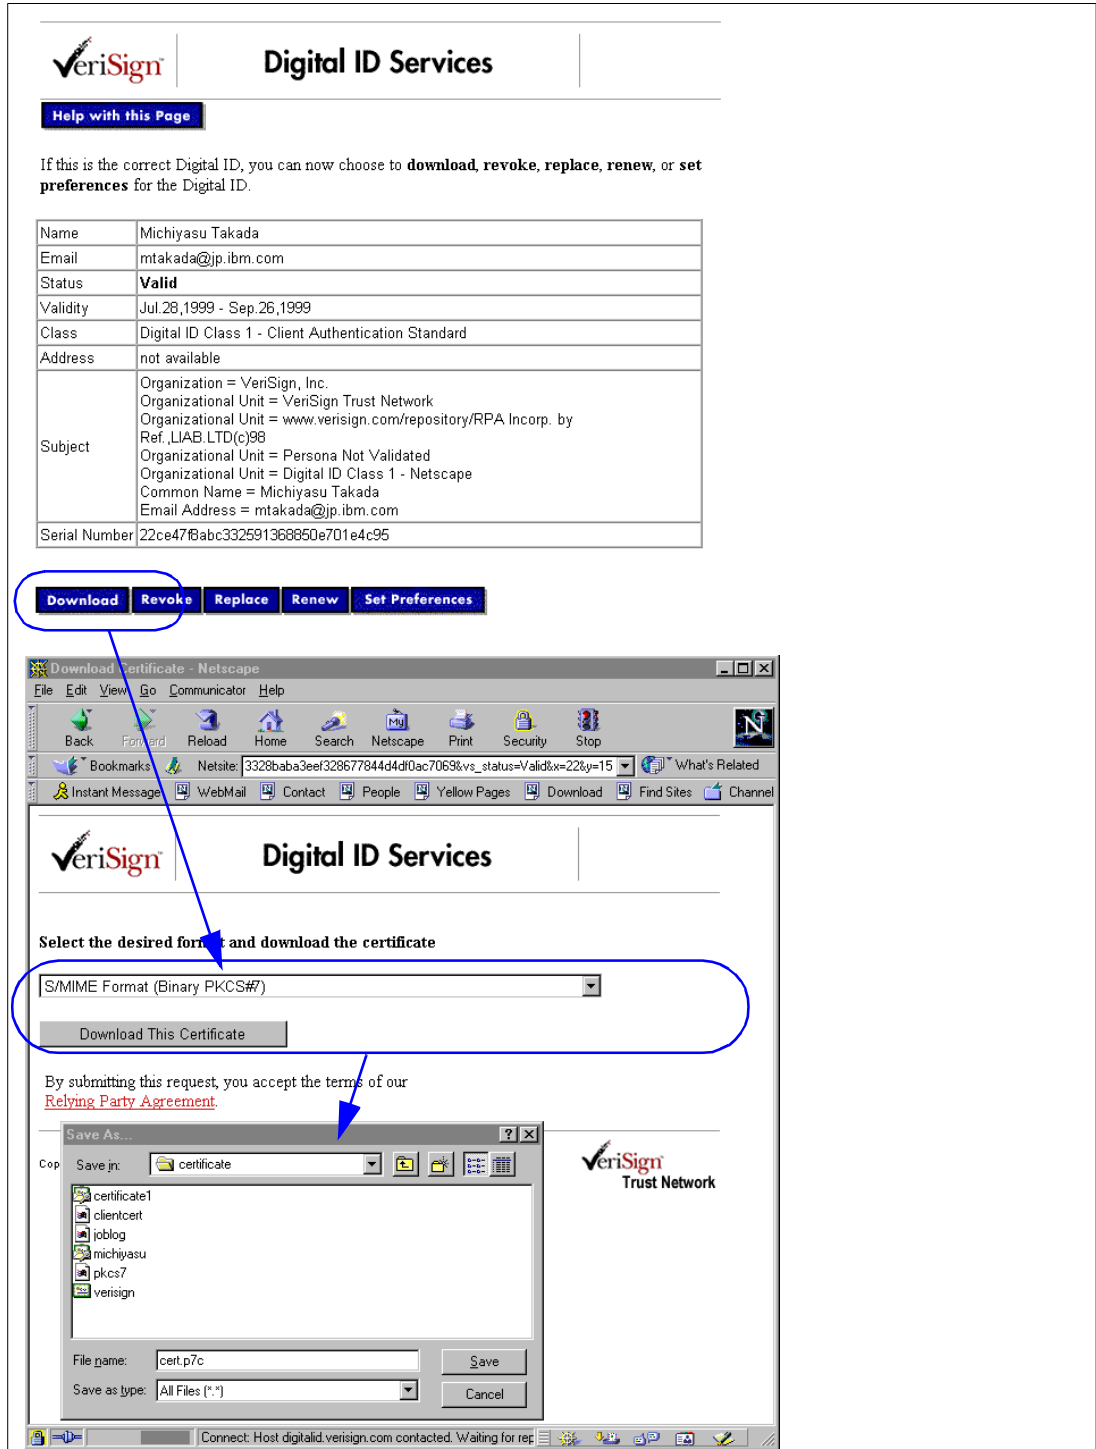 VeriSign
Digital ID Services
Help with this Page
If this is the correct Digital ID, you can now choose to download, revoke, replace, renew, or set
preferences for the Digital ID.
Name Michiyasu Takada
Email mtakada@jp.ibm.com
Status Valid
Validity Jul.28,1999 - Sep.26,1999
Class Digital ID Class 1 - Client Authentication Standard
Address not available
Subject
Organization = VeriSign, Inc.
Organizational Unit = VeriSign Trust Network
Organizational Unit = www.verisign.com/repository/RPA Incorp. by
Ref.,LIAB.LTD(c)98
Organizational Unit = Persona Not Validated
Organizational Unit = Digital ID Class 1 - Netscape
Common Name = Michiyasu Takada
Email Address = mtakada@jp.ibm.com
Serial Number 22ce47f8abc332591368850e701e4c95
Download Revoke Replace Renew Set Preferences
Download Certificate - Netscape
File Edit View Go Communicator Help
Back Forward Reload Home Search Netscape Print Security Stop
My
N
Bookmarks Netsite: 3328baba3eef328677844d4df0ac7069&vs_status=Valid&x=22&y=15 What's Related
Instant Message WebMail Contact People Yellow Pages Download Find Sites Channel
VeriSign
Digital ID Services
Select the desired format and download the certificate
S/MIME Format (Binary PKCS#7)
Download This Certificate
By submitting this request, you accept the terms of our
Relying Party Agreement.
Save As...
Cop
Save in: certificate
certificate1
clientcert
joblog
michiyasu
pkcs7
verisign
File name: cert.p7c Save
Save as type: All Files (*.*) Cancel
VeriSign
Trust Network
Connect: Host digitalid.verisign.com contacted. Waiting for rep